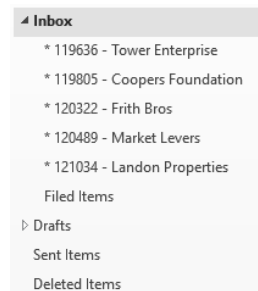 Inbox
* 119636 - Tower Enterprise
* 119805 - Coopers Foundation
* 120322 - Frith Bros
* 120489 - Market Levers
* 121034 - Landon Properties
Filed Items
Drafts
Sent Items
Deleted Items